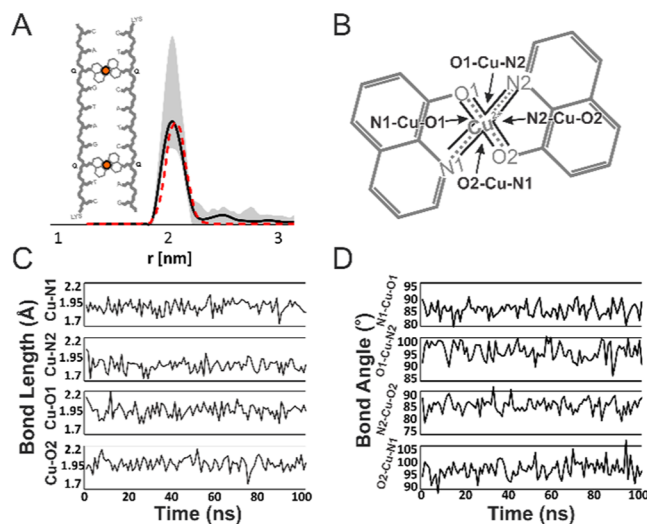 A
LYS
C
G
A
T
Q
Q
G
C
T
A
A
T
C
G
Q
Q
LYS
1
2
3
r [nm]
B
O1-Cu-N2
O1
N2
N1-Cu-O1
Cu
N2-Cu-O2
N1
O2
O2-Cu-N1
C
Bond Length (Å)
Cu-N1
2.2
1.95
1.7
Cu-N2
2.2
1.95
1.7
Cu-O1
2.2
1.95
1.7
Cu-O2
2.2
1.95
1.7
0
20
40
60
80
100
Time (ns)
D
Bond Angle (°)
N1-Cu-O1
95
90
85
80
O1-Cu-N2
100
95
90
85
N2-Cu-O2
90
85
80
75
O2-Cu-N1
105
100
95
90
0
20
40
60
80
100
Time (ns)